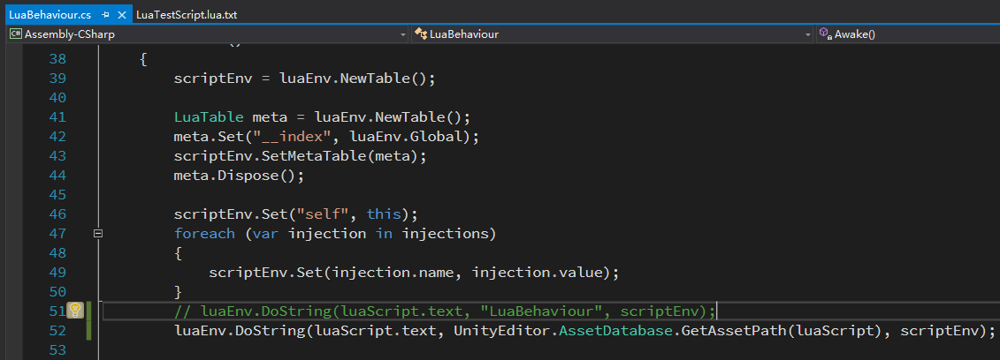 LuaBehaviour.cs LuaTestScript.lua.txt
C# Assembly-CSharp LuaBehaviour Awake()
38 {
39 scriptEnv = luaEnv.NewTable();
40
41 LuaTable meta = luaEnv.NewTable();
42 meta.Set("__index", luaEnv.Global);
43 scriptEnv.SetMetaTable(meta);
44 meta.Dispose();
45
46 scriptEnv.Set("self", this);
47 foreach (var injection in injections)
48 {
49 scriptEnv.Set(injection.name, injection.value);
50 }
51 // luaEnv.DoString(luaScript.text, "LuaBehaviour", scriptEnv);
52 luaEnv.DoString(luaScript.text, UnityEditor.AssetDatabase.GetAssetPath(luaScript), scriptEnv);
53